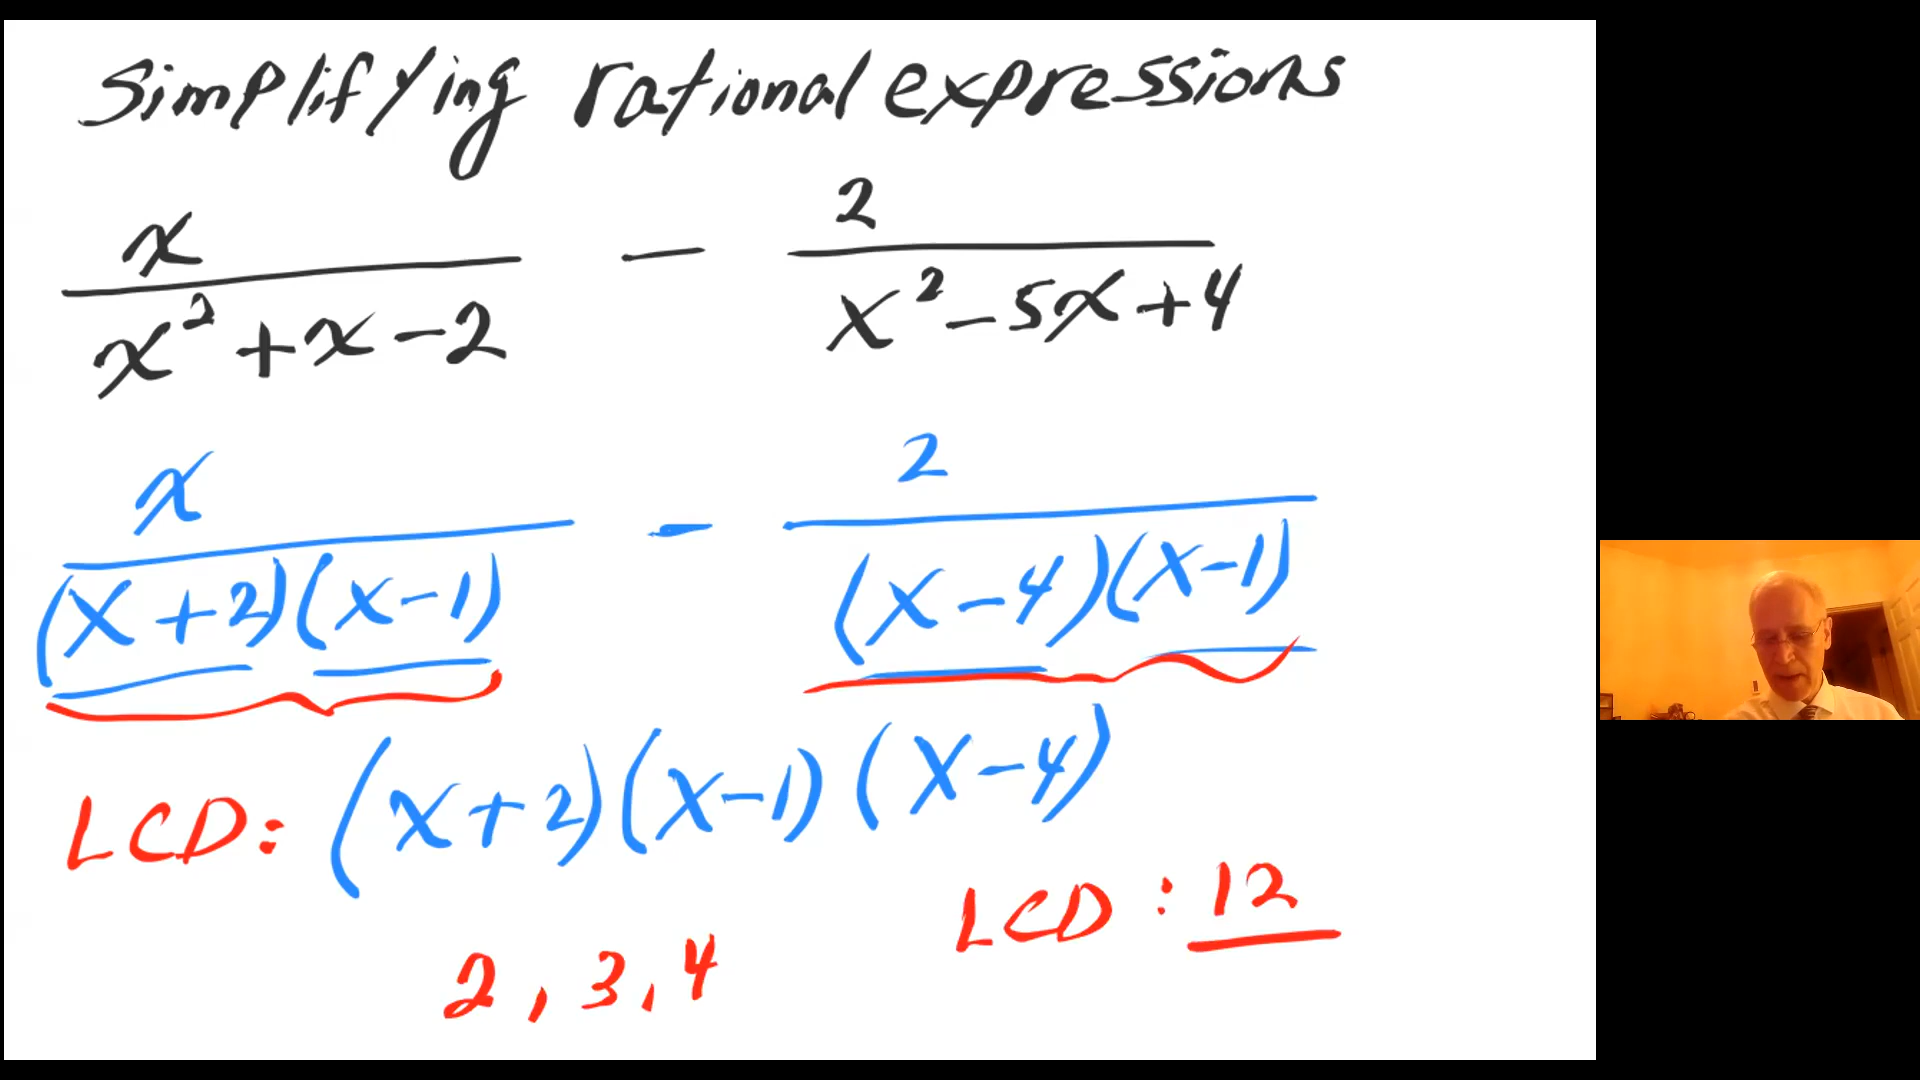 Simplifying rational expressions
x / (x² + x - 2) - 2 / (x² - 5x + 4)
x / ((x + 2)(x - 1)) - 2 / ((x - 4)(x - 1))
LCD: (x + 2)(x - 1)(x - 4)
LCD: 12
2, 3, 4